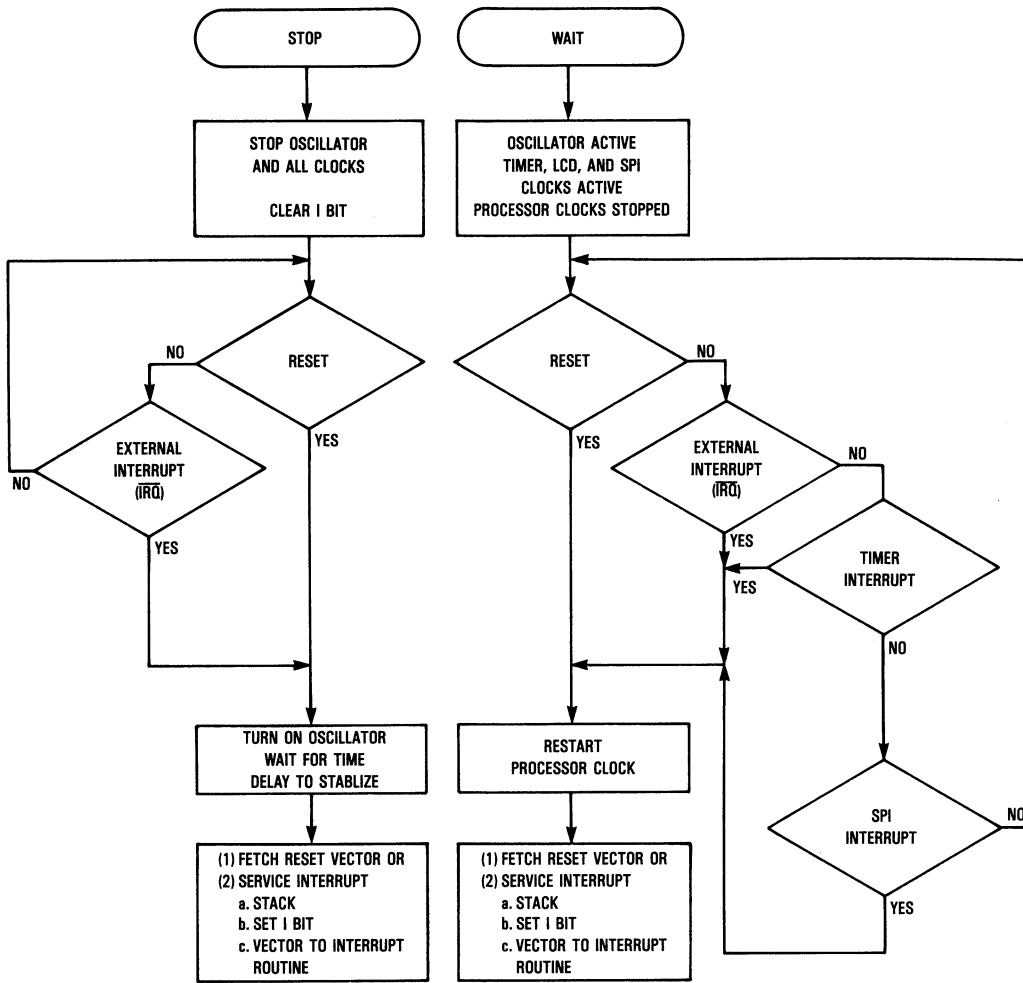 STOP
STOP OSCILLATOR
AND ALL CLOCKS
CLEAR I BIT
RESET
NO
YES
EXTERNAL
INTERRUPT
(IRQ)
NO
YES
TURN ON OSCILLATOR
WAIT FOR TIME
DELAY TO STABLIZE
(1) FETCH RESET VECTOR OR
(2) SERVICE INTERRUPT
a. STACK
b. SET I BIT
c. VECTOR TO INTERRUPT
ROUTINE
WAIT
OSCILLATOR ACTIVE
TIMER, LCD, AND SPI
CLOCKS ACTIVE
PROCESSOR CLOCKS STOPPED
RESET
NO
YES
EXTERNAL
INTERRUPT
(IRQ)
NO
YES
TIMER
INTERRUPT
YES
NO
SPI
INTERRUPT
NO
YES
RESTART
PROCESSOR CLOCK
(1) FETCH RESET VECTOR OR
(2) SERVICE INTERRUPT
a. STACK
b. SET I BIT
c. VECTOR TO INTERRUPT
ROUTINE